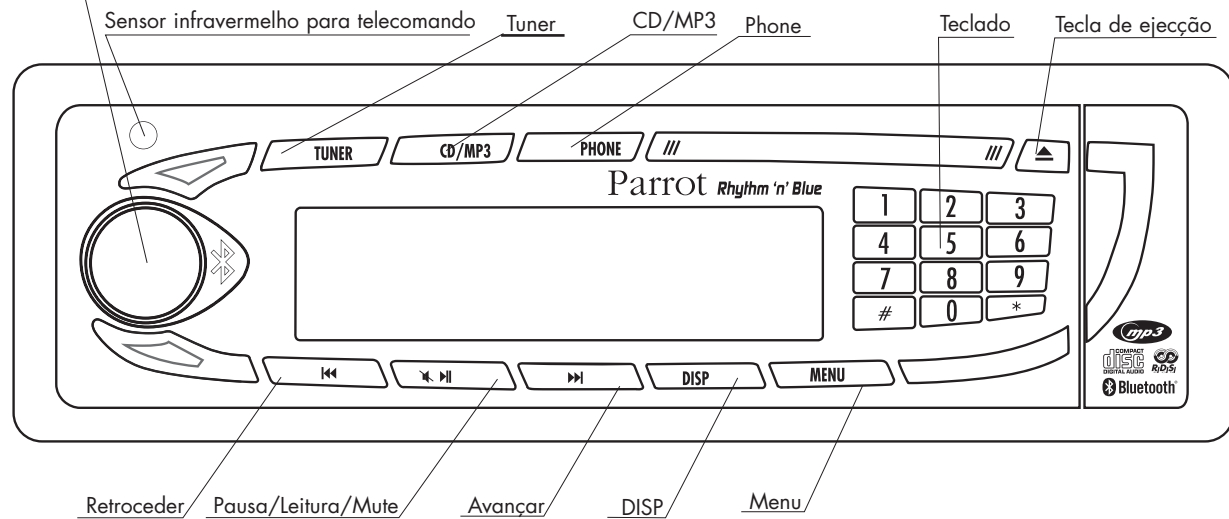 Sensor infravermelho para telecomando
Tuner
CD/MP3
Phone
Teclado
Tecla de ejecção
TUNER
CD/MP3
PHONE
Parrot Rhythm 'n' Blue
1 2 3
4 5 6
7 8 9
# 0 *
mp3
COMPACT
disc
DIGITAL AUDIO
R.D.S.
Bluetooth
DISP
MENU
Retroceder
Pausa/Leitura/Mute
Avançar
DISP
Menu